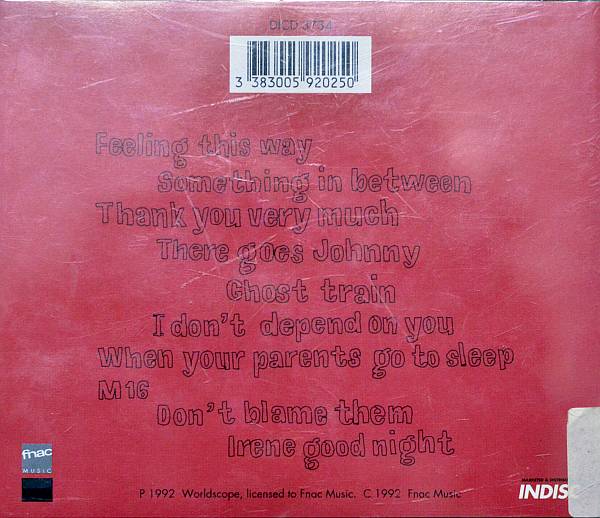 DICD 3734
3 383005 920250
Feeling this way
Something in between
Thank you very much
There goes Johnny
Ghost train
I don't depend on you
When your parents go to sleep
M16
Don't blame them
Irene good night
fnac
MUSIC
P 1992 Worldscope, licensed to Fnac Music. C 1992 Fnac Music
MARKETED &
INDISC